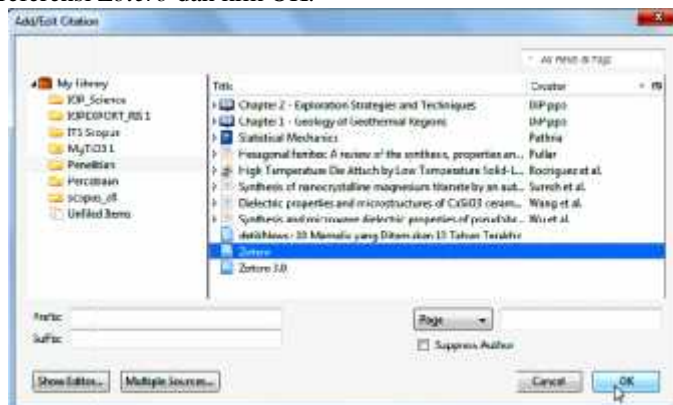 referensi Zotero dan klik OK.
Add/Edit Citation
All Fields & Tags
My Library
IOP_Science
IOPEXPORT_RIS 1
ITS Scopus
MyTiO3 1
Penelitian
Percobaan
scopus_all
Unfiled Items
Title Creator
Chapter 2 - Exploration Strategies and Techniques DiPippo
Chapter 1 - Geology of Geothermal Regions DiPippo
Statistical Mechanics Pathria
Hexagonal ferrites: A review of the synthesis, properties an... Pullar
High Temperature Die Attach by Low Temperature Solid-L... Rodriguez et al.
Synthesis of nanocrystalline magnesium titanate by an aut... Suresh et al.
Dielectric properties and microstructures of CaSiO3 ceram... Wang et al.
Synthesis and microwave dielectric properties of pseudobr... Wu et al.
detikNews : 10 Mamalia yang Ditemukan 10 Tahun Terakhir
Zotero
Zotero 3.0
Prefix:
Suffix:
Page
Suppress Author
Show Editor...
Multiple Sources...
Cancel
OK